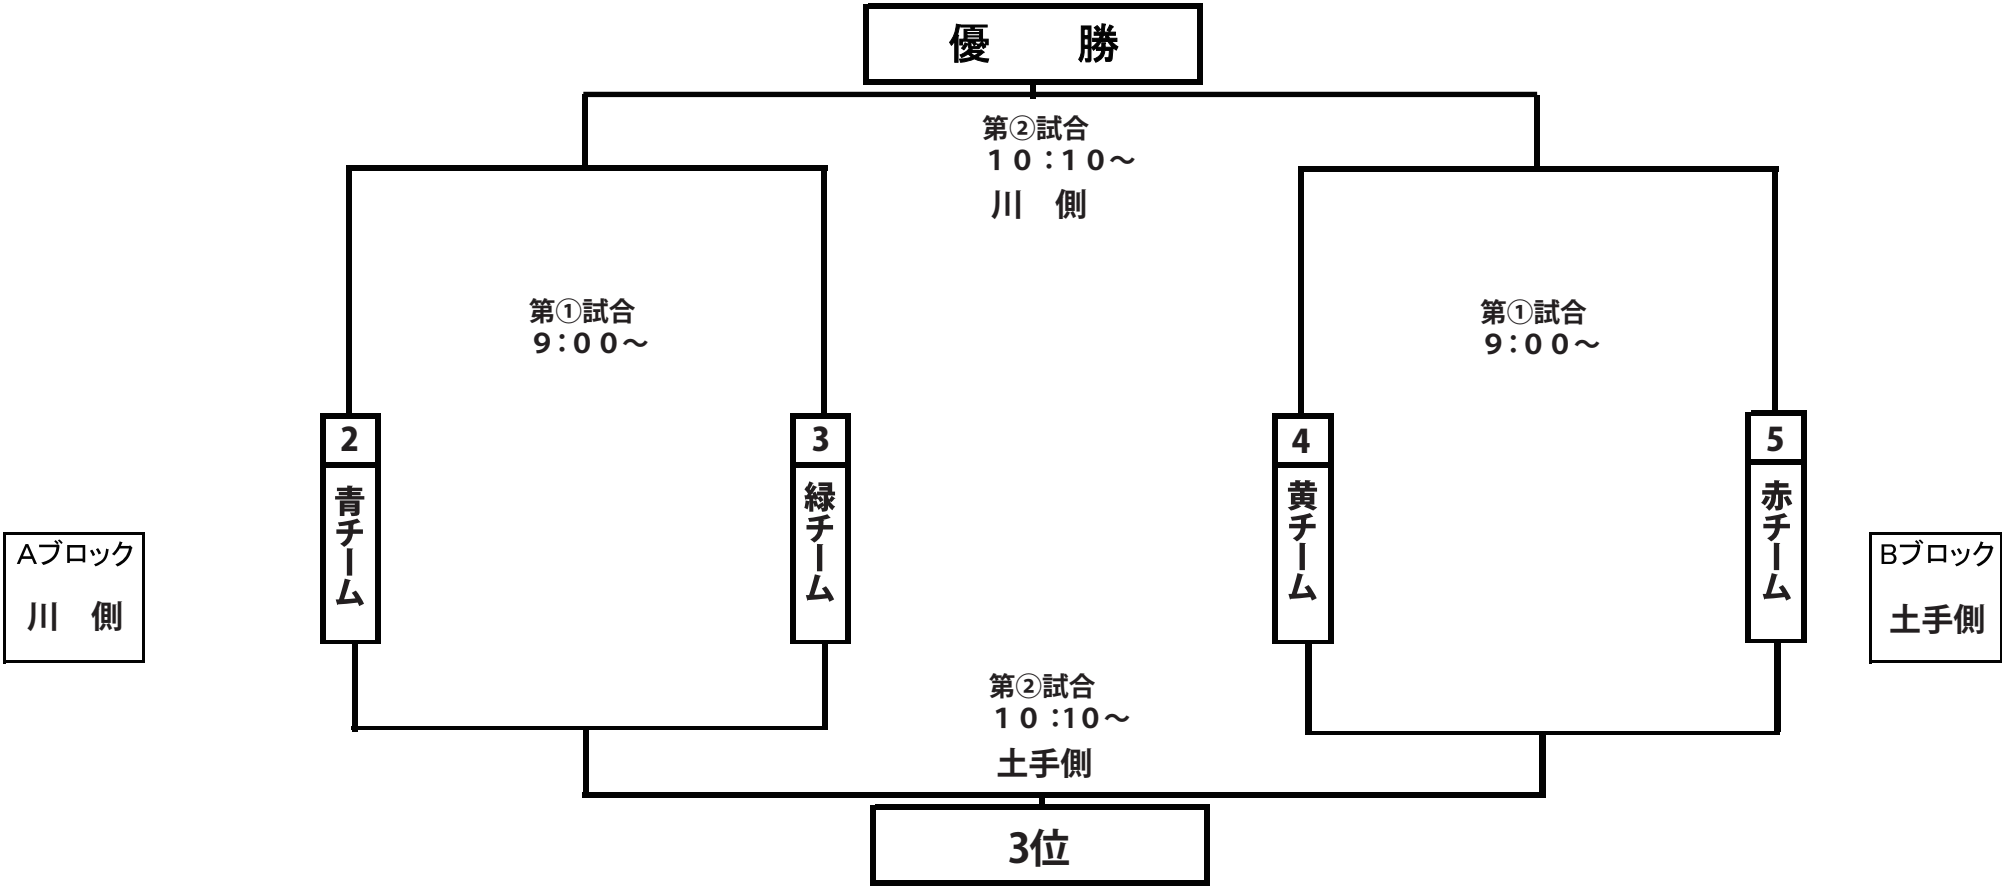 優　勝
第②試合
１０：１０～
川　側
第①試合
９：００～
第①試合
９：００～
2
青チーム
3
緑チーム
4
黄チーム
5
赤チーム
Aブロック
川　側
Bブロック
土手側
第②試合
１０：10～
土手側
3位